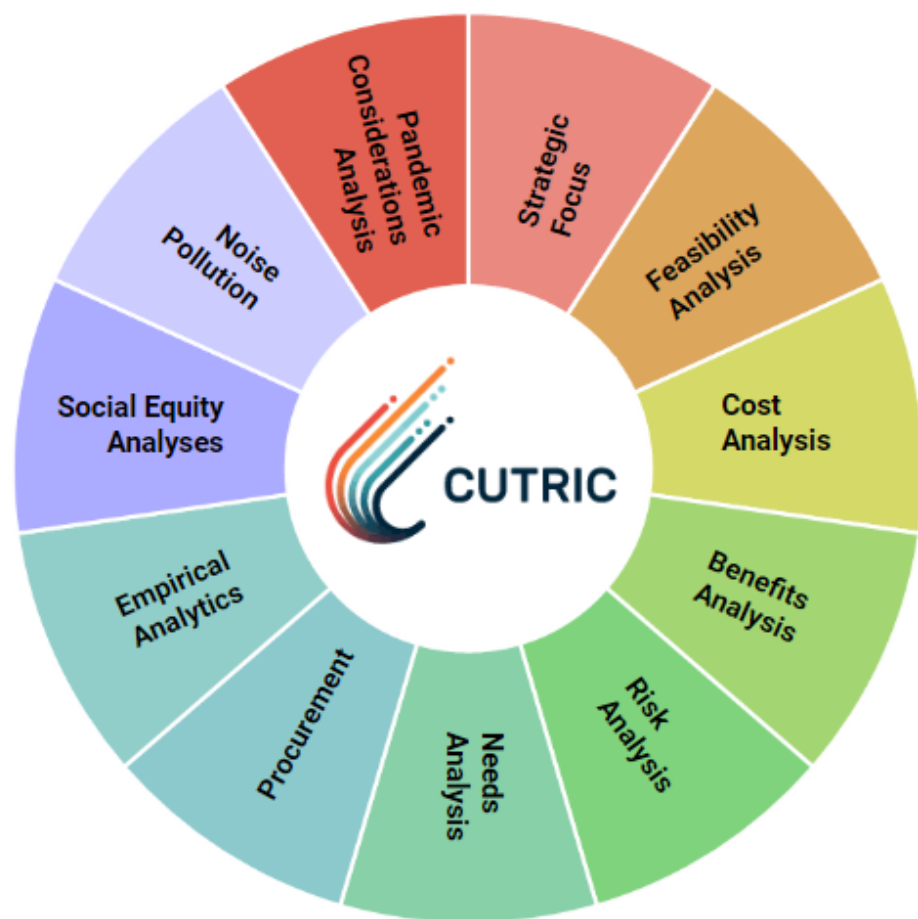 Strategic
Focus
Feasibility
Analysis
Cost
Analysis
Benefits
Analysis
Risk
Analysis
Needs
Analysis
Procurement
Empirical
Analytics
Social Equity
Analyses
Noise
Pollution
Pandemic
Considerations
Analysis
CUTRIC